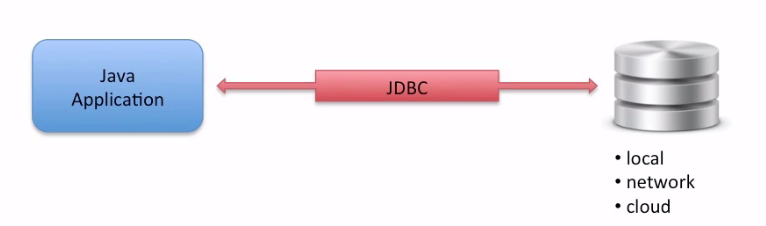 Java
Application
JDBC
• local
• network
• cloud